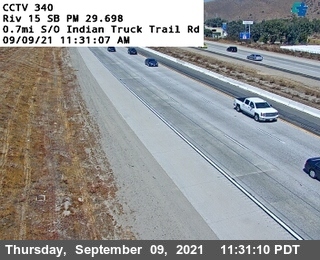 CCTV 340
Riv 15 SB PM 29.698
0.7mi S/O Indian Truck Trail Rd
09/09/21 11:31:07 AM
Thursday, September 09, 2021 11:31:10 PDT